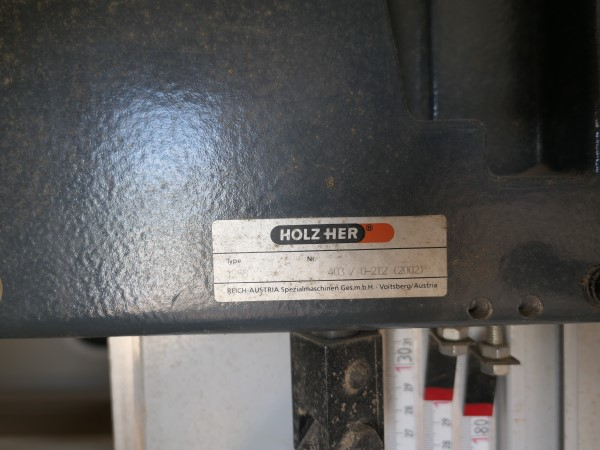 HOLZ-HER®
Type Nr.
403 / 0-212 (2002)
REICH-AUSTRIA Spezialmaschinen Ges.m.b.H · Voitsberg/Austria
130
180